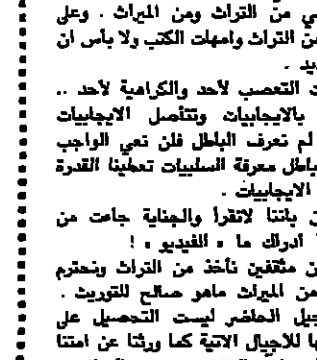 ي من التراث ومن الميراث . وعلى
من التراث وامهات الكتب ولا بأس ان
يد .
ت التعصب لأحد والكراهية لأحد ..
بالايجابيات وتتأصل الايجابيات
لم تعرف الباطل فلن تعي الواجب
باطل معرفة السلبيات تعطينا القدرة
الايجابيات .
ن باننا لانقرأ والجناية جاءت من
أدراك ما « الفيديو » !
ن مثقفين نأخذ من التراث ونحترم
من الميراث ماهو صالح للتوريث .
جيل الحاضر ليست التحصيل على
ها للاجيال الآتية كما ورثنا عن امتنا